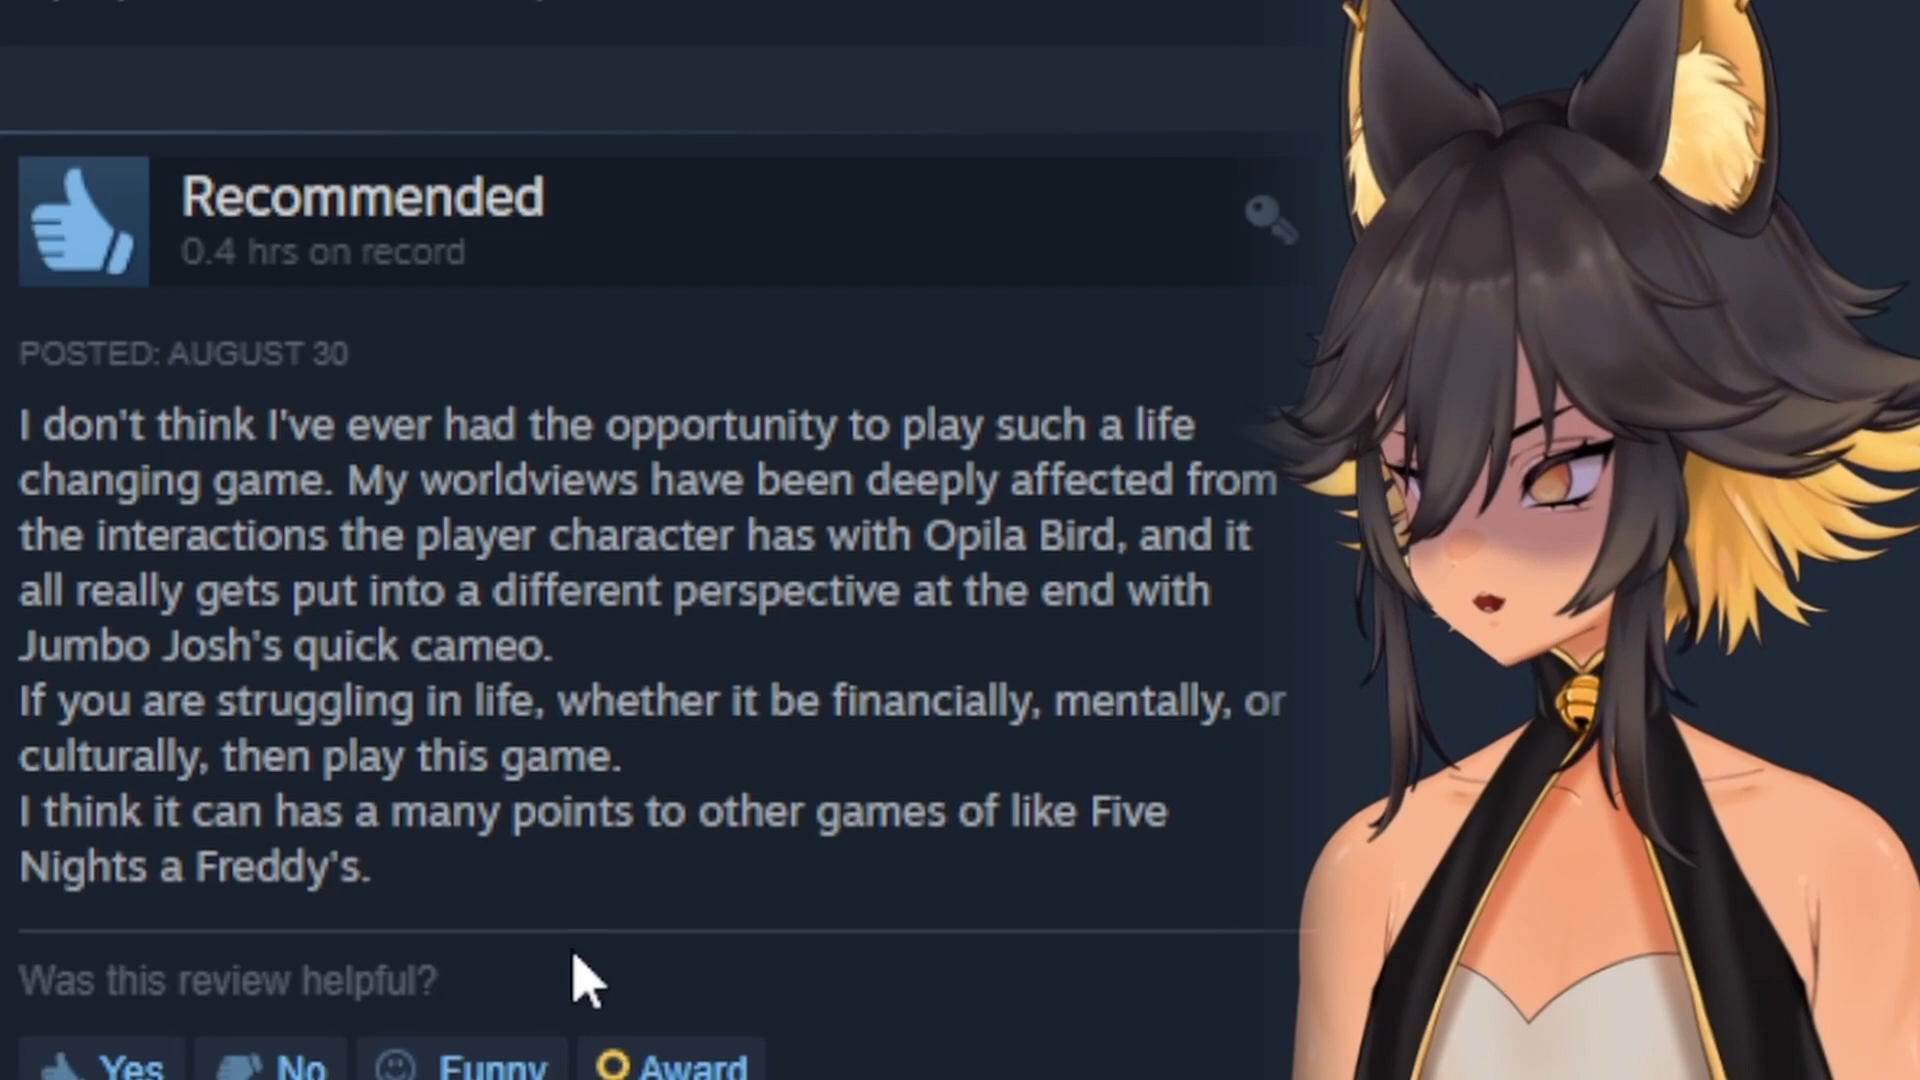 Recommended
0.4 hrs on record
POSTED: AUGUST 30
I don't think I've ever had the opportunity to play such a life
changing game. My worldviews have been deeply affected from
the interactions the player character has with Opila Bird, and it
all really gets put into a different perspective at the end with
Jumbo Josh's quick cameo.
If you are struggling in life, whether it be financially, mentally, or
culturally, then play this game.
I think it can has a many points to other games of like Five
Nights a Freddy's.
Was this review helpful?
Yes No Funny Award